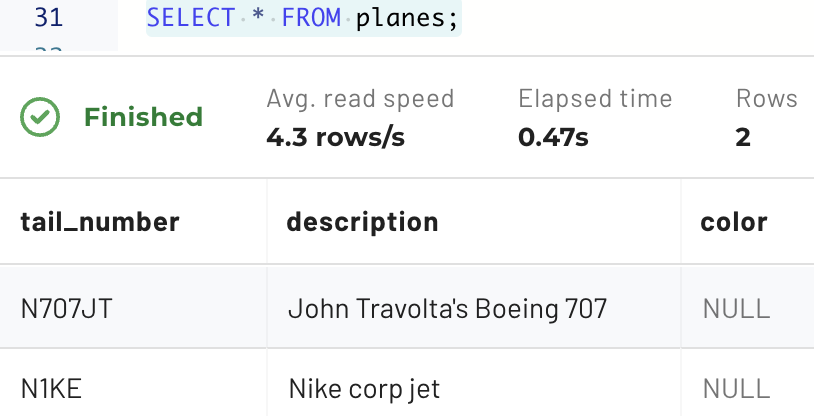 31 SELECT * FROM planes;
Finished
Avg. read speed
4.3 rows/s
Elapsed time
0.47s
Rows
2
tail_number description color
N707JT John Travolta's Boeing 707 NULL
N1KE Nike corp jet NULL